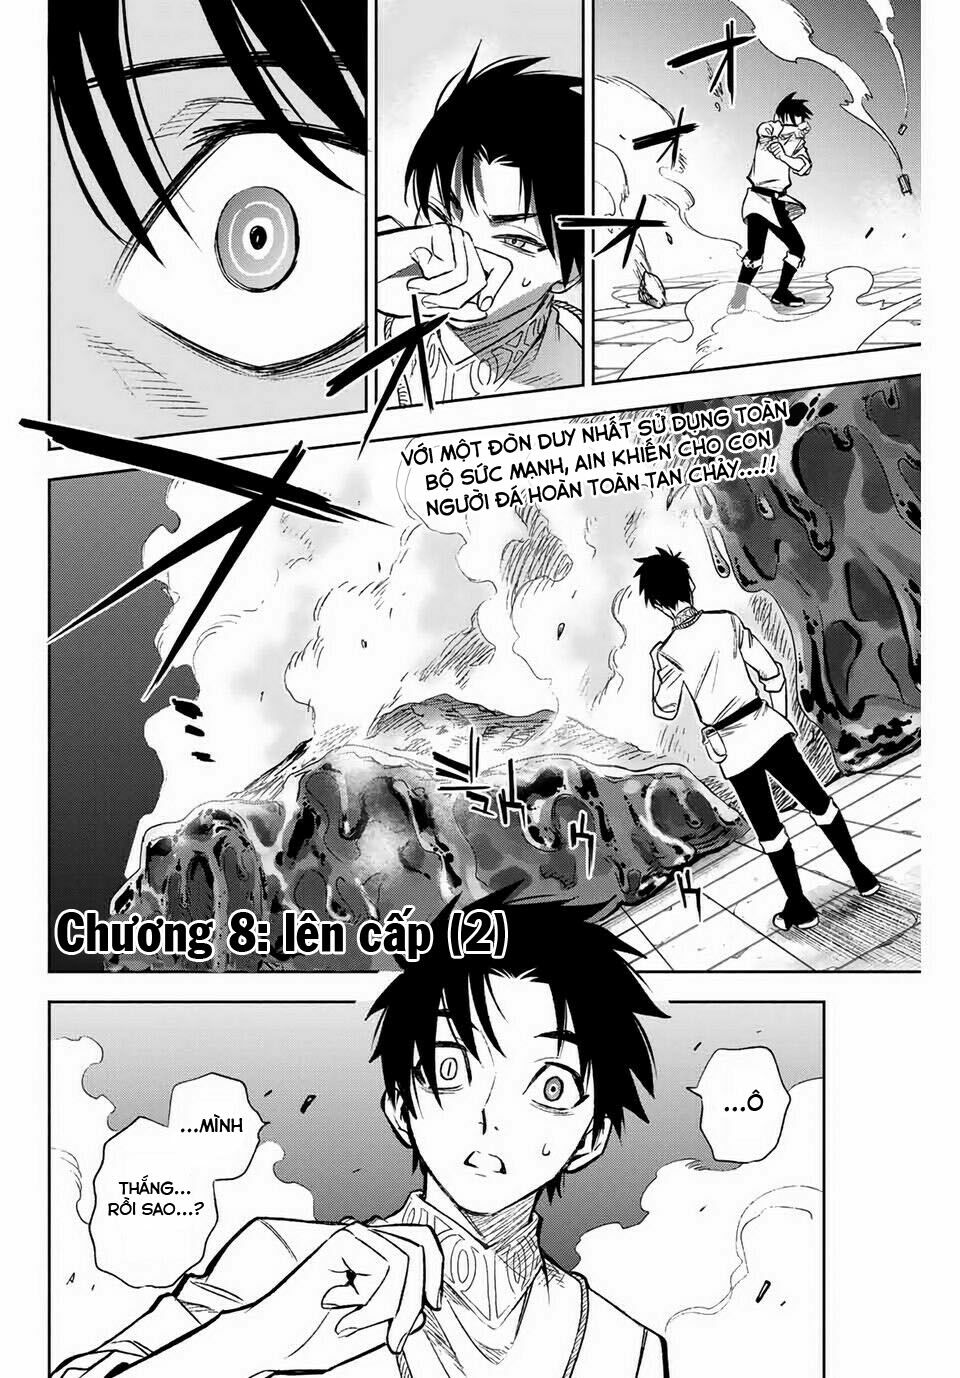 VỚI MỘT ĐÒN DUY NHẤT SỬ DỤNG TOÀN
BỘ SỨC MẠNH, AIN KHIẾN CHO CON
NGƯỜI ĐÁ HOÀN TOÀN TAN CHẢY...!!
Chương 8: lên cấp (2)
...Ô
...MÌNH
THẮNG...
RỒI SAO...?